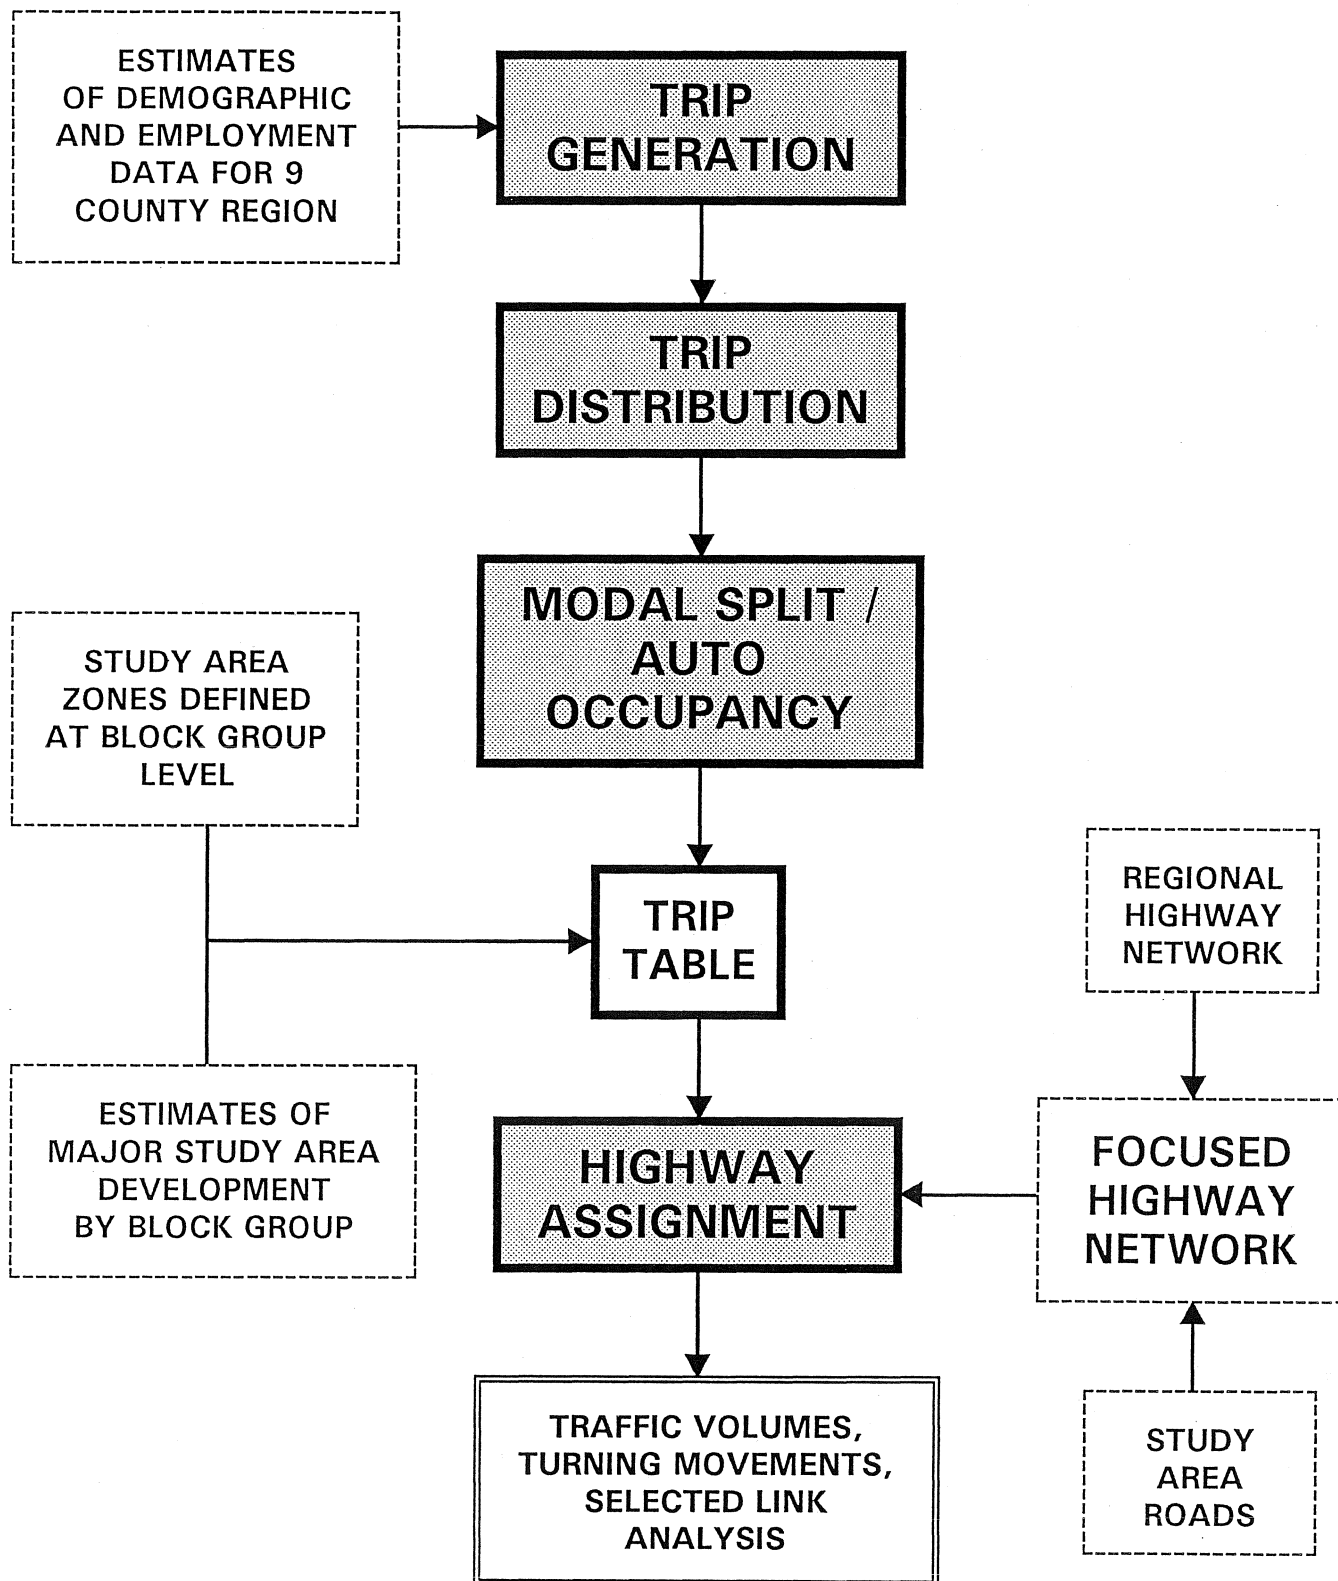 ESTIMATES
OF DEMOGRAPHIC
AND EMPLOYMENT
DATA FOR 9
COUNTY REGION
TRIP
GENERATION
TRIP
DISTRIBUTION
MODAL SPLIT /
AUTO
OCCUPANCY
STUDY AREA
ZONES DEFINED
AT BLOCK GROUP
LEVEL
TRIP
TABLE
REGIONAL
HIGHWAY
NETWORK
ESTIMATES OF
MAJOR STUDY AREA
DEVELOPMENT
BY BLOCK GROUP
HIGHWAY
ASSIGNMENT
FOCUSED
HIGHWAY
NETWORK
TRAFFIC VOLUMES,
TURNING MOVEMENTS,
SELECTED LINK
ANALYSIS
STUDY
AREA
ROADS